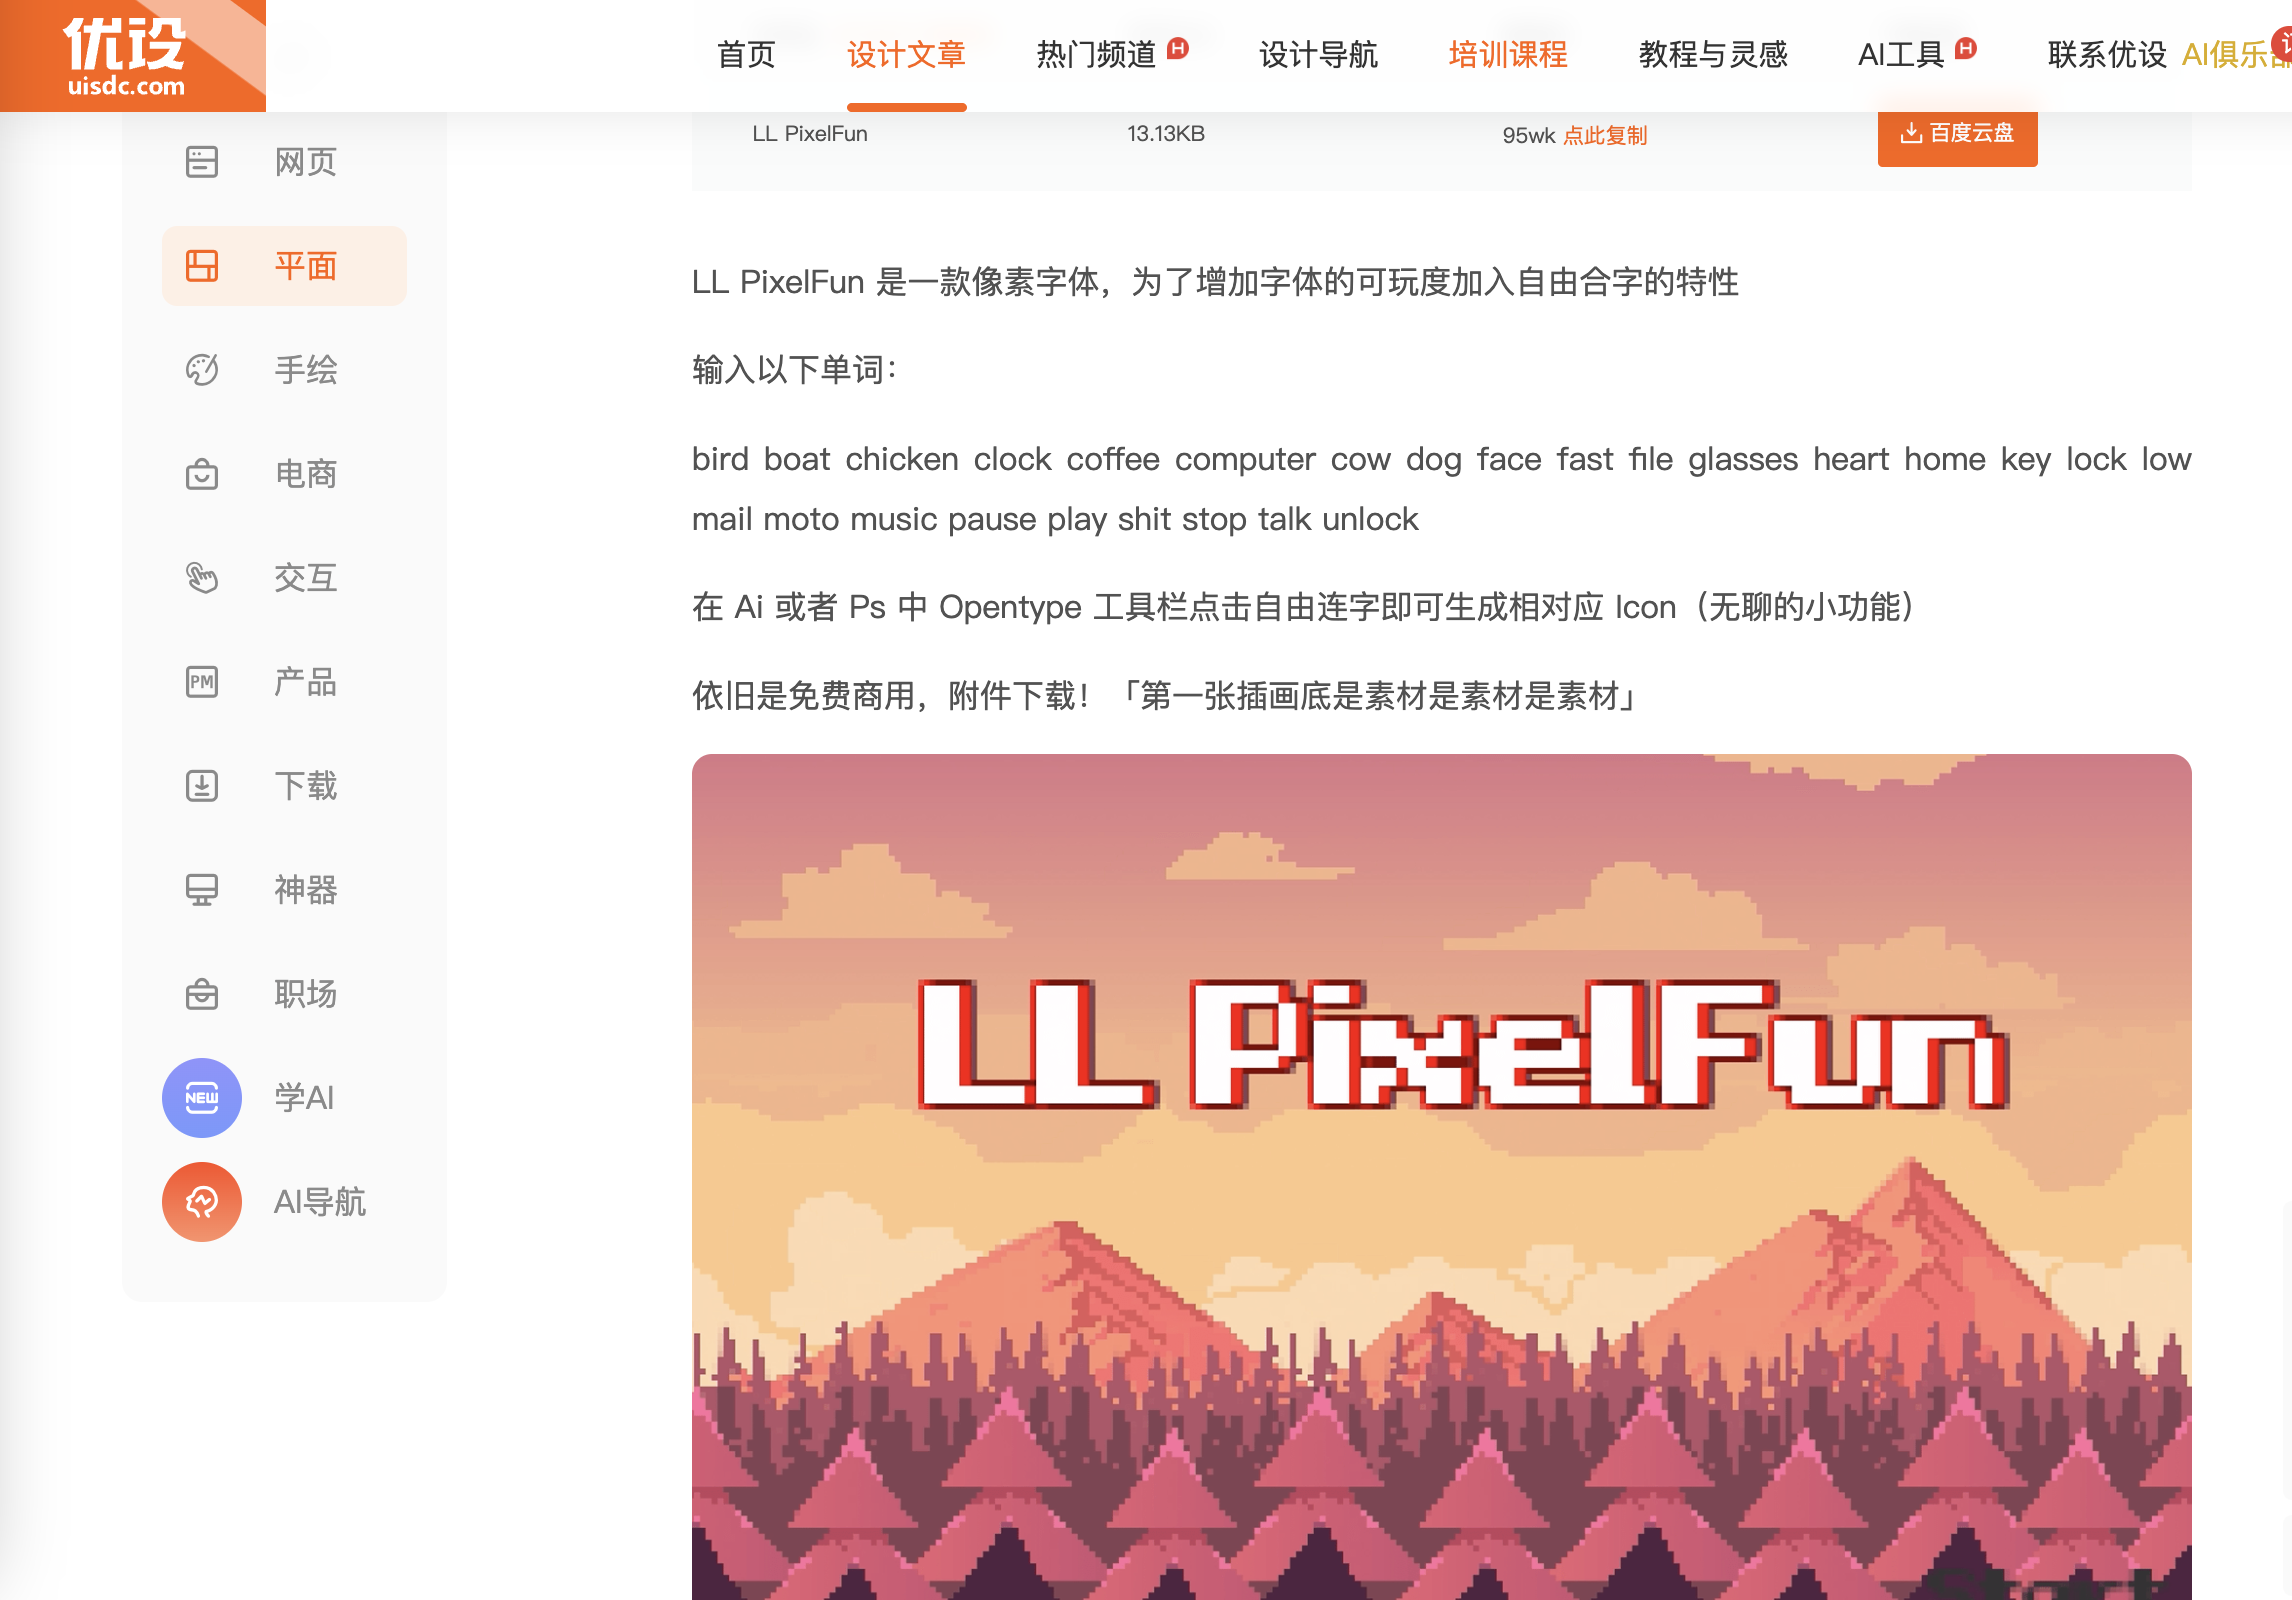 优设
uisdc.com
首页 设计文章 热门频道 H 设计导航 培训课程 教程与灵感 AI工具 H 联系优设 AI俱乐部
LL PixelFun 13.13KB 95wk 点此复制 百度云盘
网页
平面
手绘
电商
交互
PM 产品
下载
神器
职场
NEW 学AI
AI导航
LL PixelFun 是一款像素字体，为了增加字体的可玩度加入自由合字的特性
输入以下单词：
bird boat chicken clock coffee computer cow dog face fast file glasses heart home key lock low
mail moto music pause play shit stop talk unlock
在 Ai 或者 Ps 中 Opentype 工具栏点击自由连字即可生成相对应 Icon（无聊的小功能）
依旧是免费商用，附件下载！「第一张插画底是素材是素材是素材」
LL PixelFun
Start